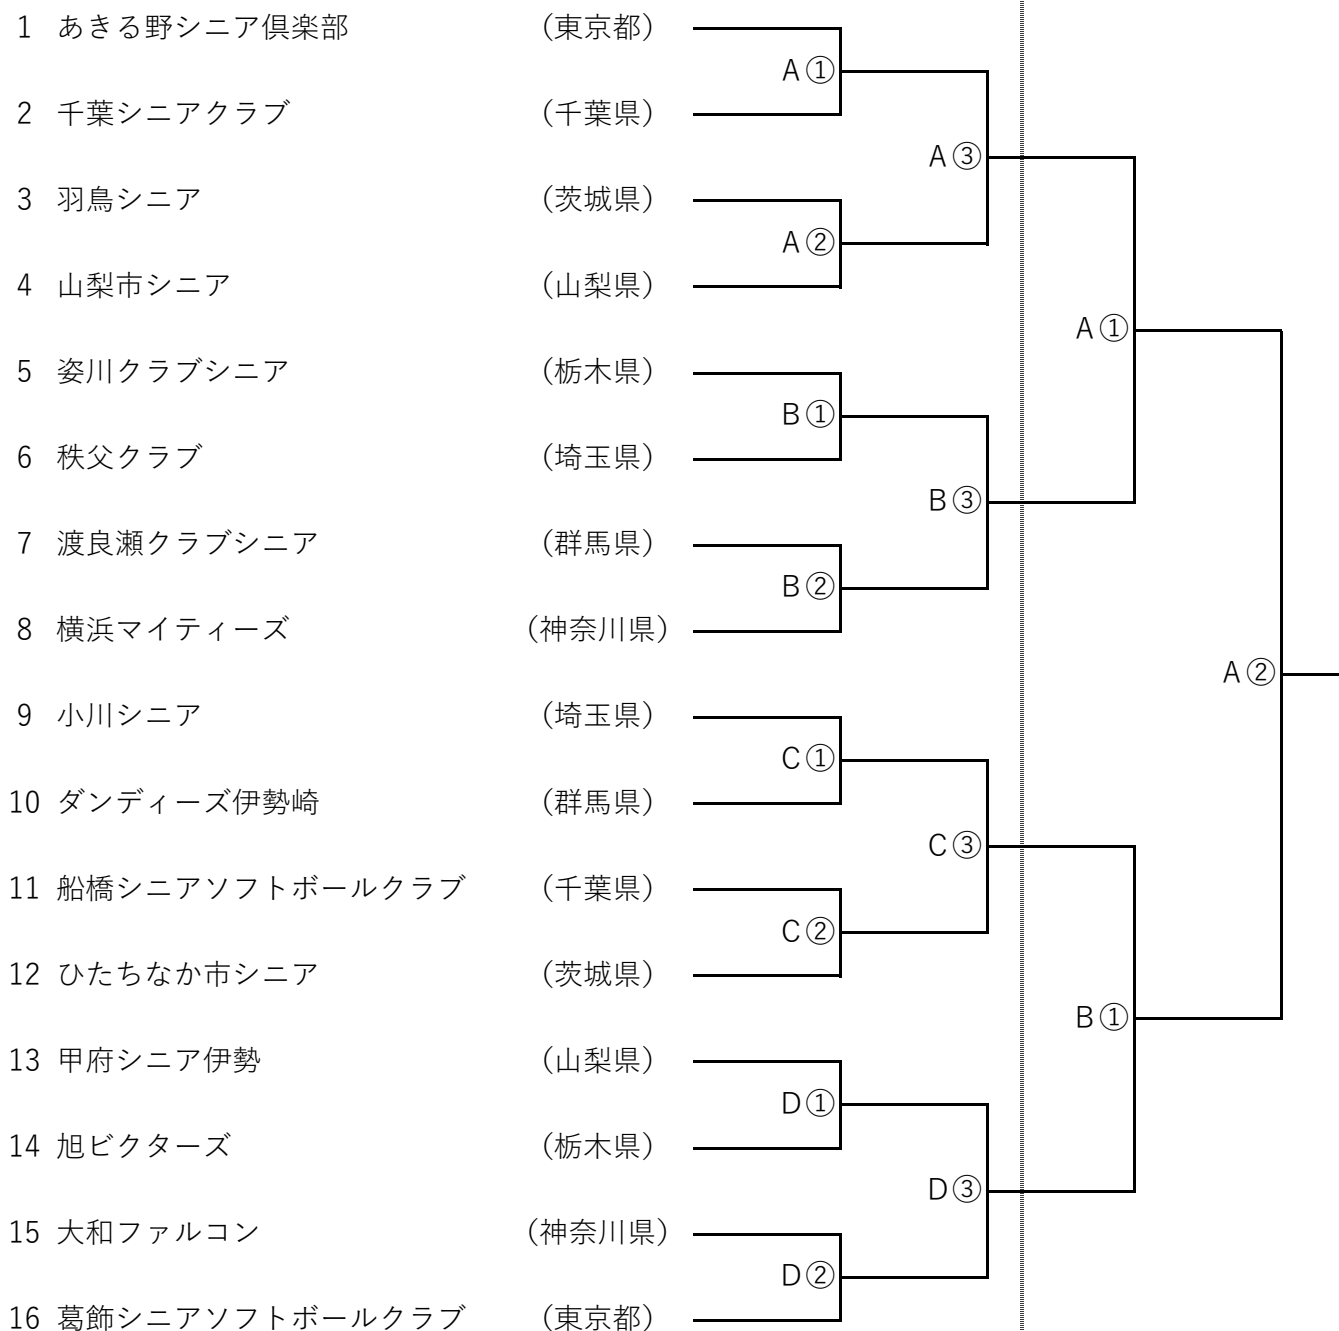 1 あきる野シニア倶楽部 (東京都)
A①
2 千葉シニアクラブ (千葉県)
A③
3 羽鳥シニア (茨城県)
A②
4 山梨市シニア (山梨県)
A①
5 姿川クラブシニア (栃木県)
B①
6 秩父クラブ (埼玉県)
B③
7 渡良瀬クラブシニア (群馬県)
B②
8 横浜マイティーズ (神奈川県)
A②
9 小川シニア (埼玉県)
C①
10 ダンディーズ伊勢崎 (群馬県)
C③
11 船橋シニアソフトボールクラブ (千葉県)
C②
12 ひたちなか市シニア (茨城県)
B①
13 甲府シニア伊勢 (山梨県)
D①
14 旭ビクターズ (栃木県)
D③
15 大和ファルコン (神奈川県)
D②
16 葛飾シニアソフトボールクラブ (東京都)